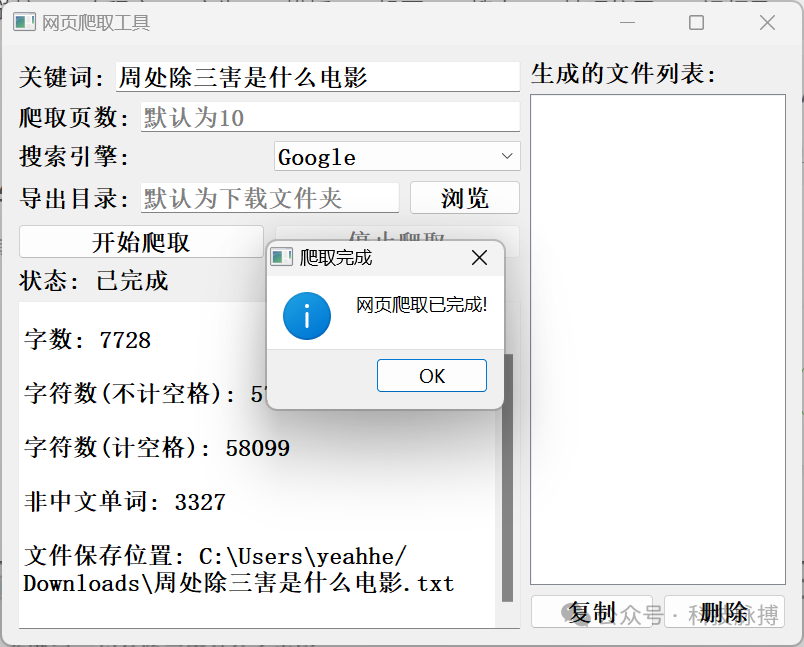 网页爬取工具
关键词: 周处除三害是什么电影
生成的文件列表:
爬取页数: 默认为10
搜索引擎: Google
导出目录: 默认为下载文件夹 浏览
开始爬取 停止爬取
爬取完成
状态: 已完成
网页爬取已完成!
OK
字数: 7728
字符数(不计空格): 5
字符数(计空格): 58099
非中文单词: 3327
文件保存位置: C:\Users\yeahhe/
Downloads\周处除三害是什么电影.txt
复制 删除
公众号 · 科技脉搏